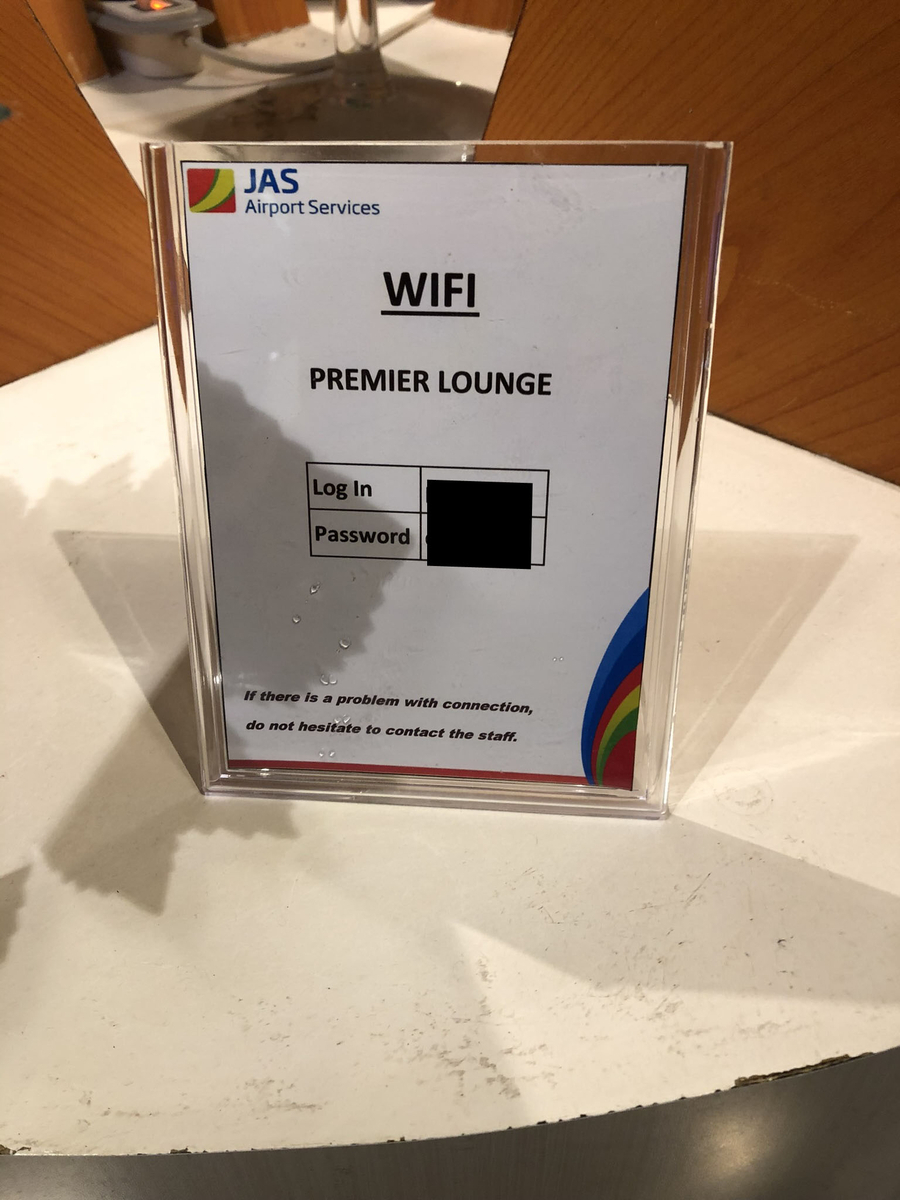 JAS
Airport Services
WIFI
PREMIER LOUNGE
Log In
Password
If there is a problem with connection,
do not hesitate to contact the staff.